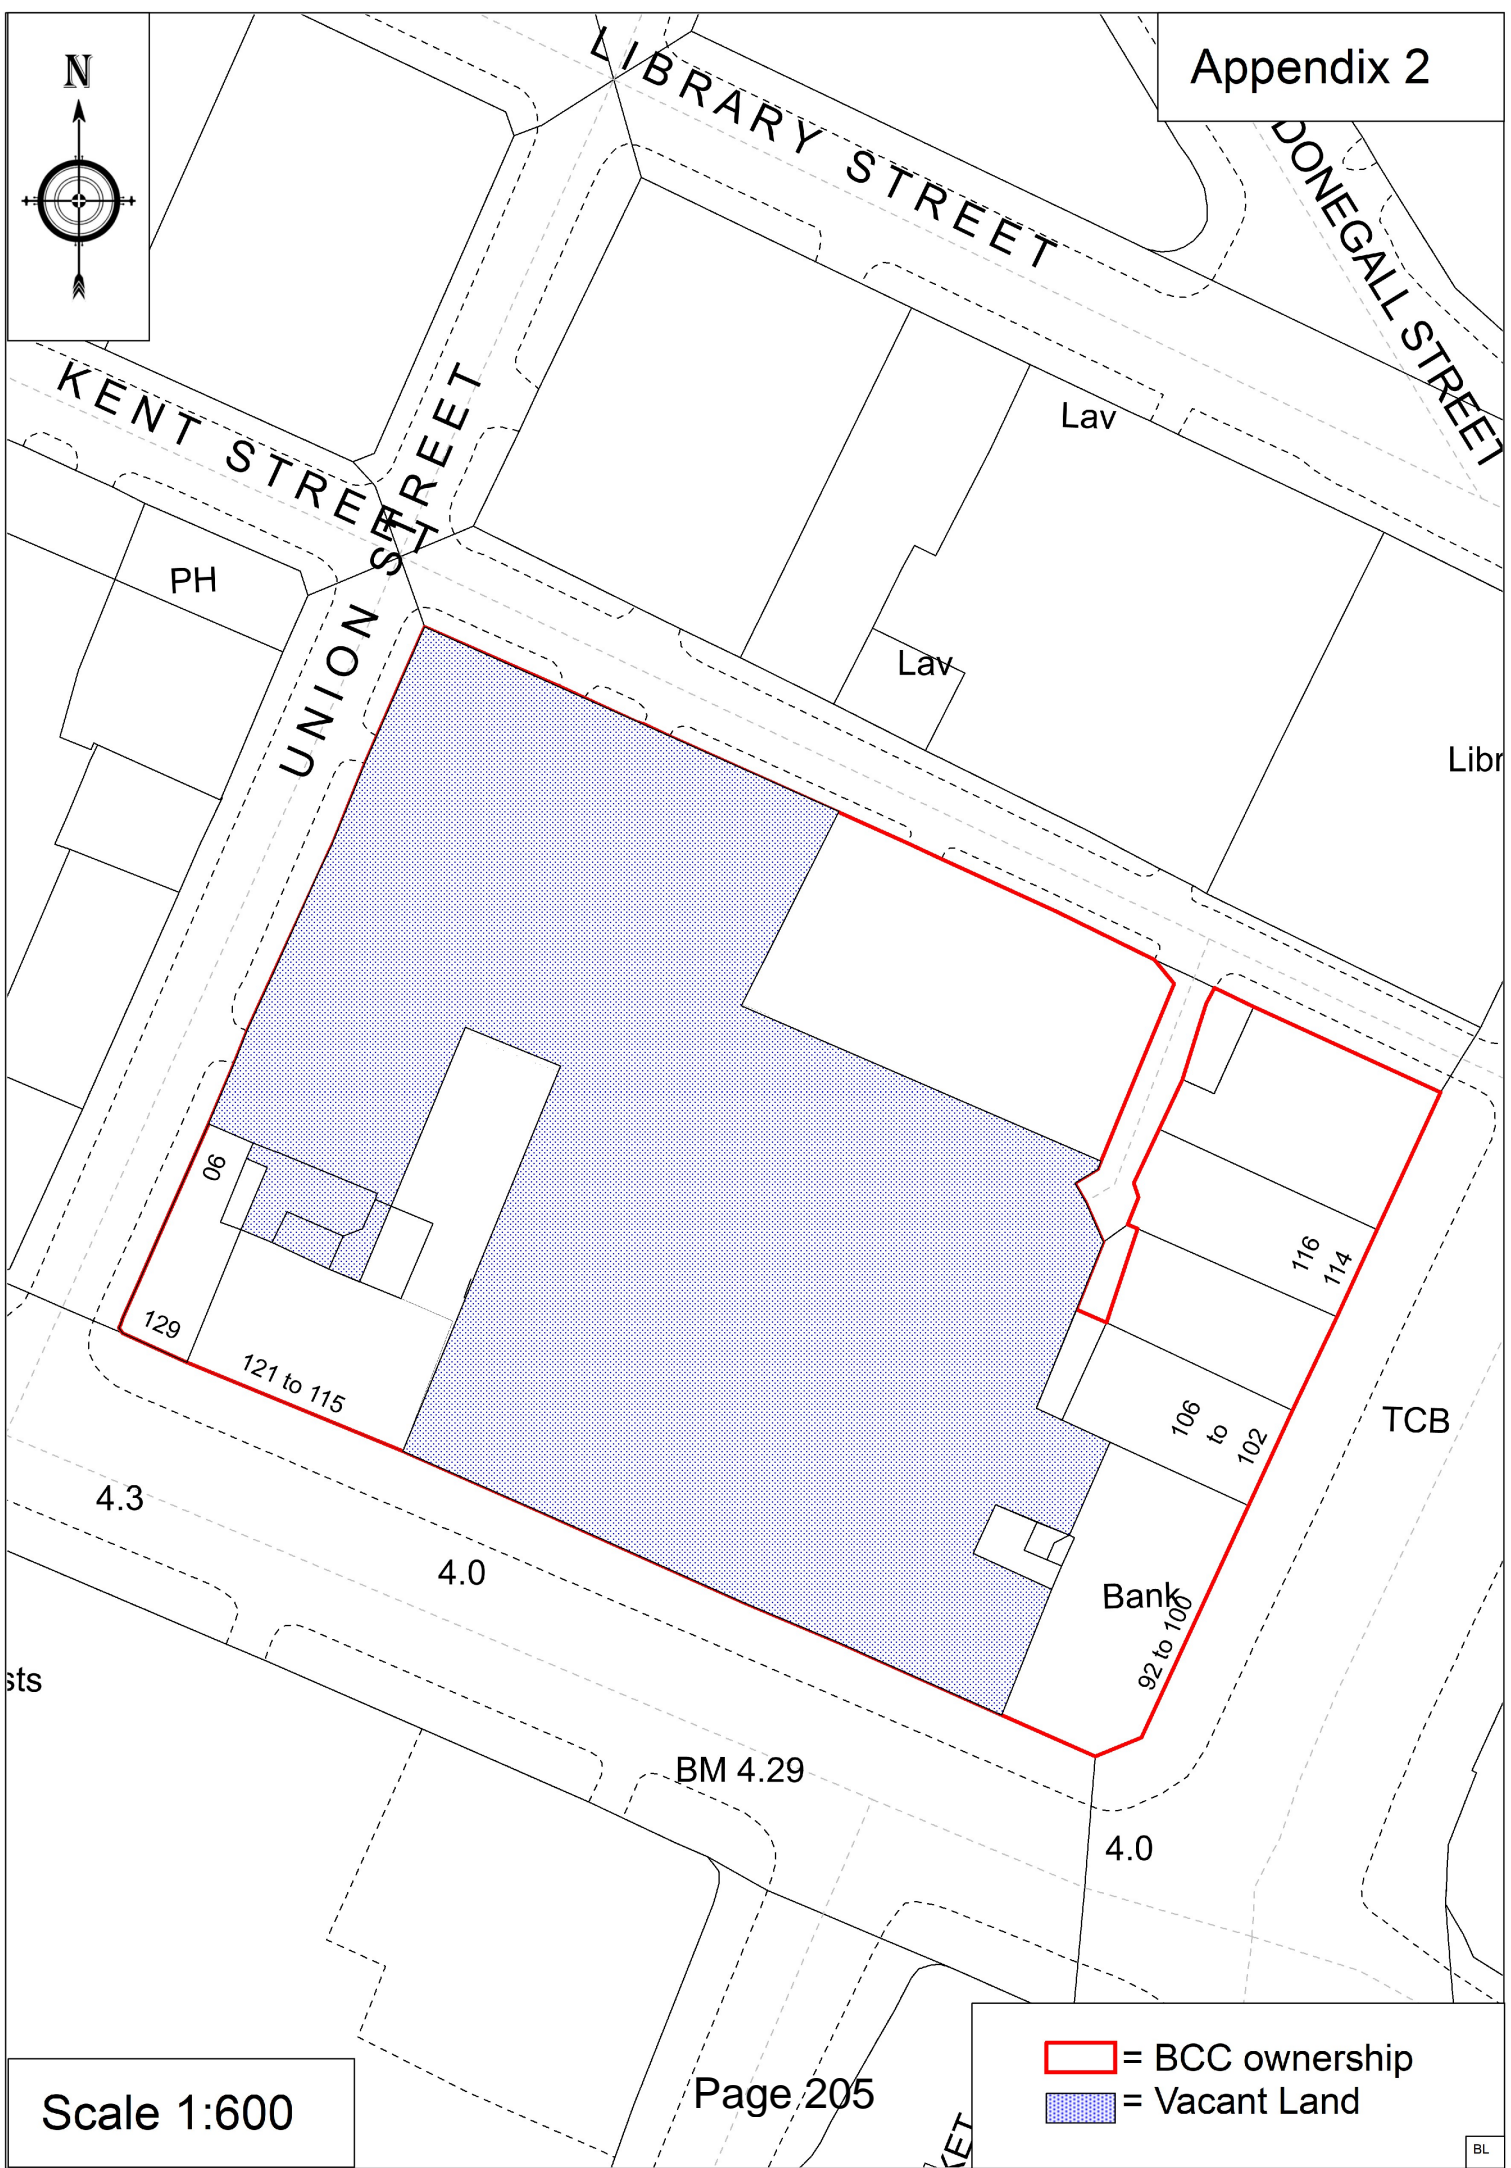 N
Appendix 2
LIBRARY STREET
DONEGALL STREET
KENT STREET
UNION STREET
Lav
PH
Lav
Libr
90
116
114
129
121 to 115
106
to
102
TCB
4.3
4.0
Bank
92 to 100
sts
BM 4.29
4.0
= BCC ownership
= Vacant Land
Page 205
Scale 1:600
KET
BL